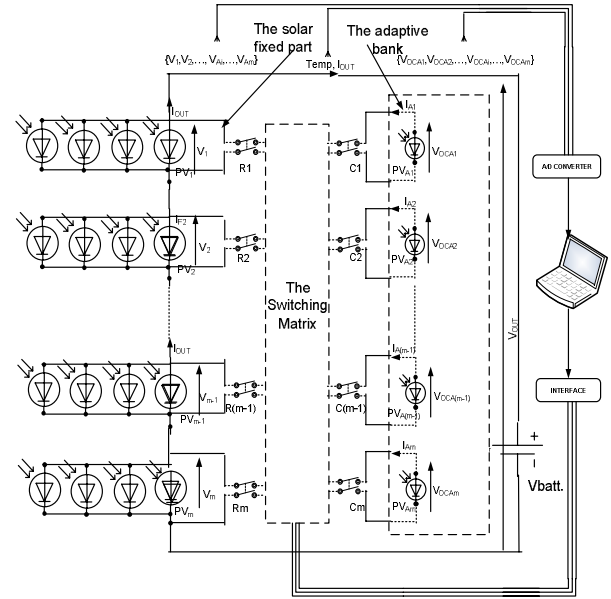 The solar
fixed part
The adaptive
bank
{V1,V2,..., VAi,...,VAm}
Temp, IOUT
{VOCA1,VOCA2,..., VOCAi,...,VOCAm}
IOUT
V1
PV1
R1
C1
IA1
PVA1
VOCA1
A/D CONVERTER
IF2
V2
PV2
R2
C2
IA2
PVA2
VOCA2
The
Switching
Matrix
VOUT
IOUT
Vm-1
PVm-1
R(m-1)
C(m-1)
IA(m-1)
PVA(m-1)
VOCA(m-1)
INTERFACE
Vm
PVm
Rm
Cm
IAm
PVAm
VOCAm
+
Vbatt.